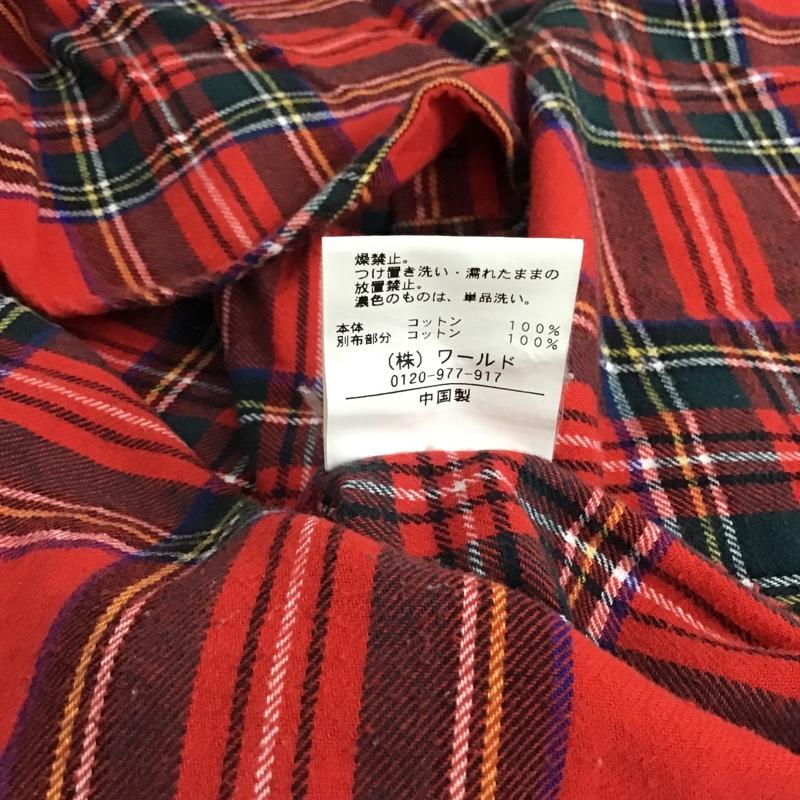 燥禁止。
つけ置き洗い・濡れたままの
放置禁止。
濃色のものは、単品洗い。
本体 コットン 100%
別布部分 コットン 100%
(株) ワールド
0120-977-917
中国製